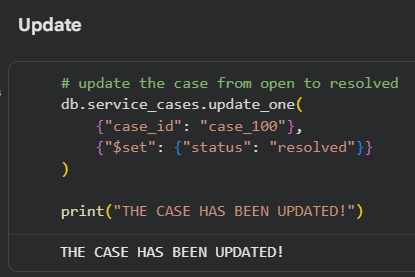 Update
# update the case from open to resolved
db.service_cases.update_one(
    {"case_id": "case_100"},
    {"$set": {"status": "resolved"}}
)
print("THE CASE HAS BEEN UPDATED!")
THE CASE HAS BEEN UPDATED!